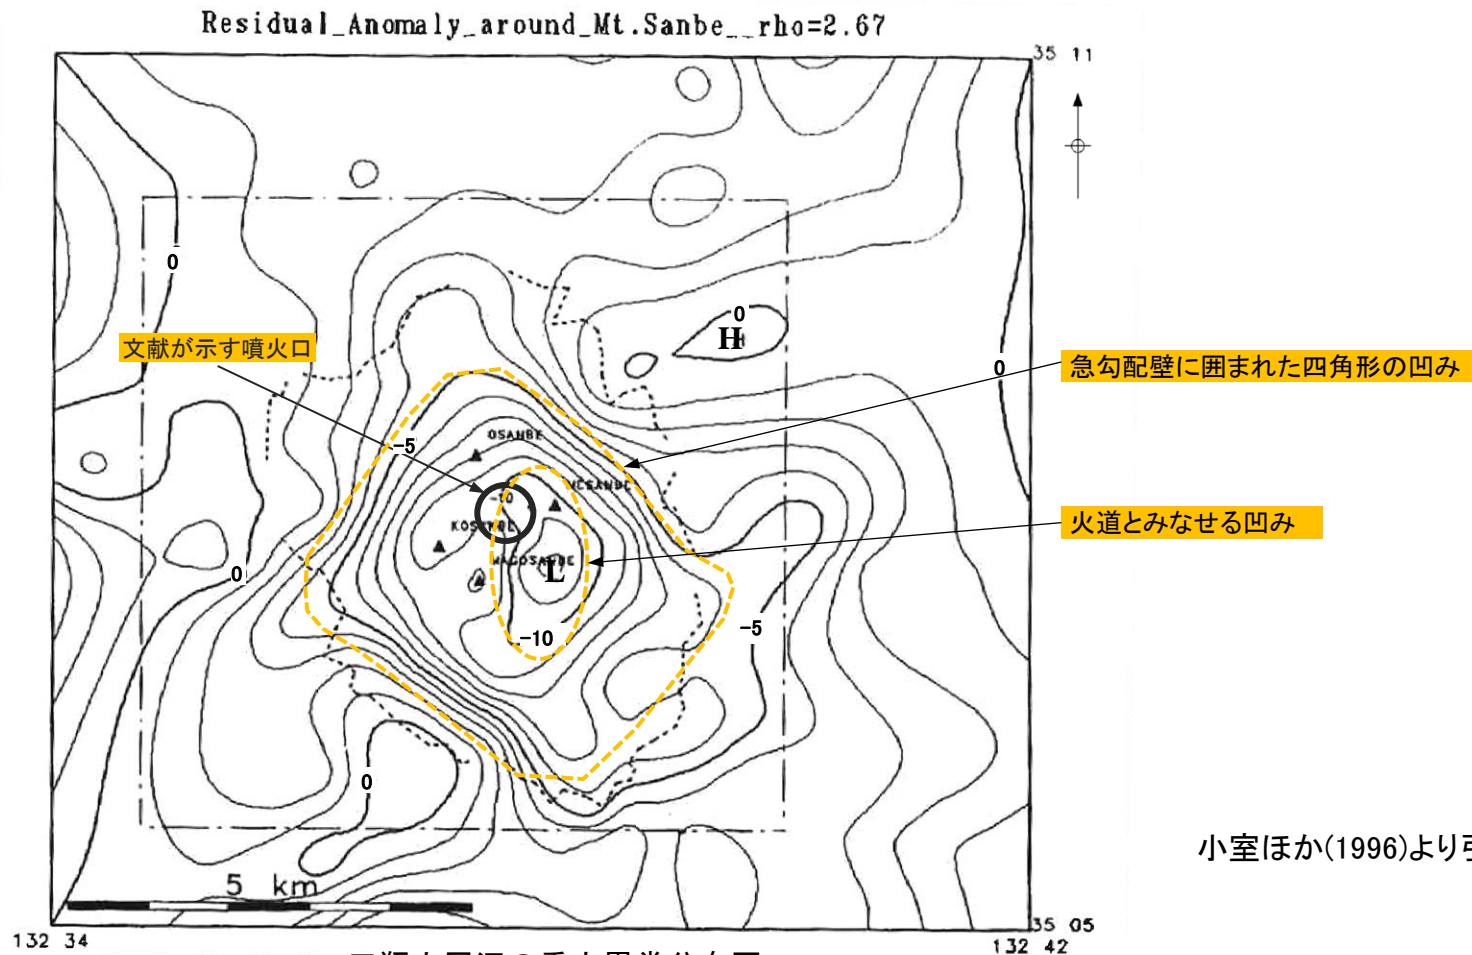 Residual_Anomaly_around_Mt.Sanbe__rho=2.67
35 11
0
0
H
文献が示す噴火口
急勾配壁に囲まれた四角形の凹み
0
-5
OSANBE
MESANBE
-10
KOSANBE
火道とみなせる凹み
MAGOSANBE
L
0
-10
-5
0
小室ほか(1996)より
5 km
35 05
132 34
132 42